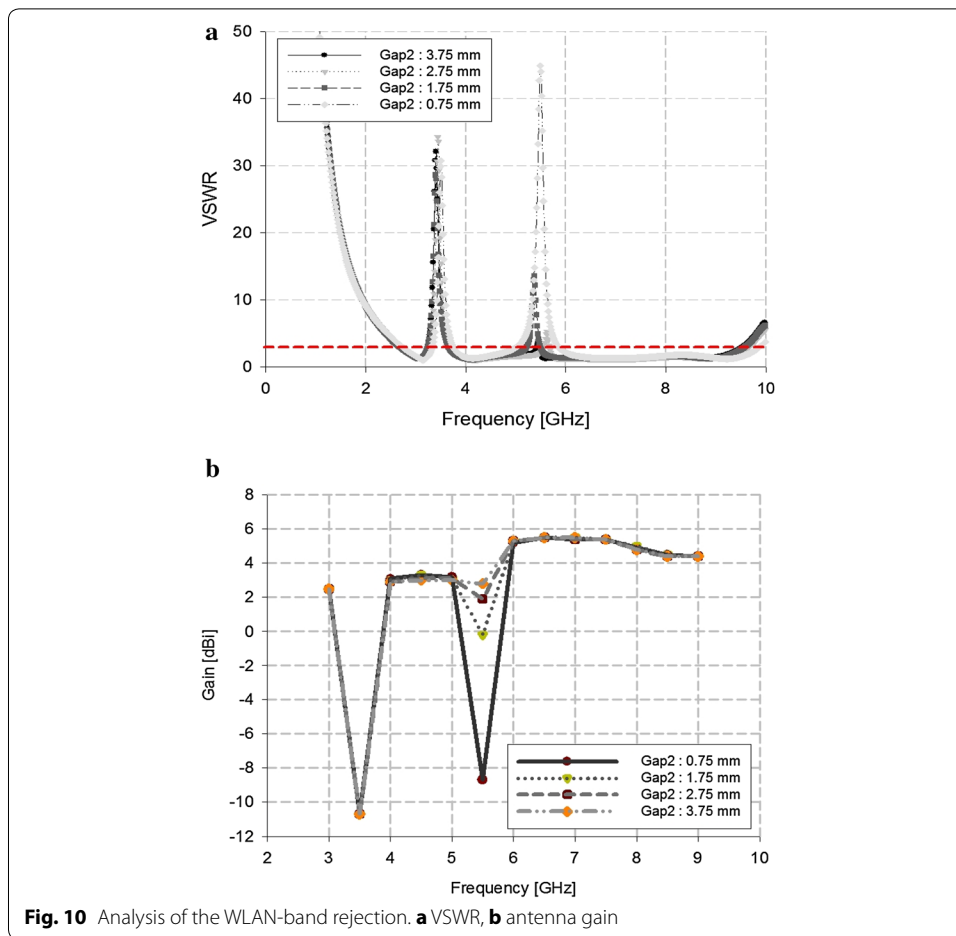 a
50
40
30
20
10
0
VSWR
Gap2 : 3.75 mm
Gap2 : 2.75 mm
Gap2 : 1.75 mm
Gap2 : 0.75 mm
0 2 4 6 8 10
Frequency [GHz]
b
8
6
4
2
0
-2
-4
-6
-8
-10
-12
Gain [dBi]
Gap2 : 0.75 mm
Gap2 : 1.75 mm
Gap2 : 2.75 mm
Gap2 : 3.75 mm
2 3 4 5 6 7 8 9 10
Frequency [GHz]
Fig. 10 Analysis of the WLAN-band rejection. a VSWR, b antenna gain